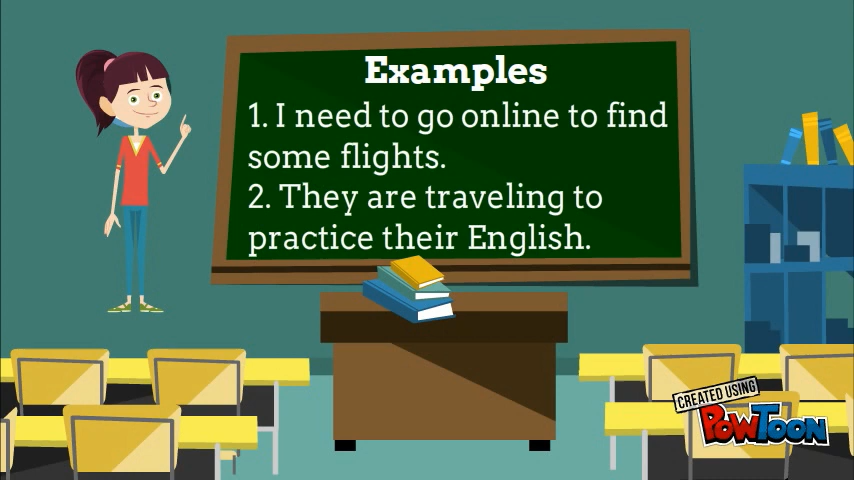 Examples
1. I need to go online to find
some flights.
2. They are traveling to
practice their English.
CREATED USING
POWTOON